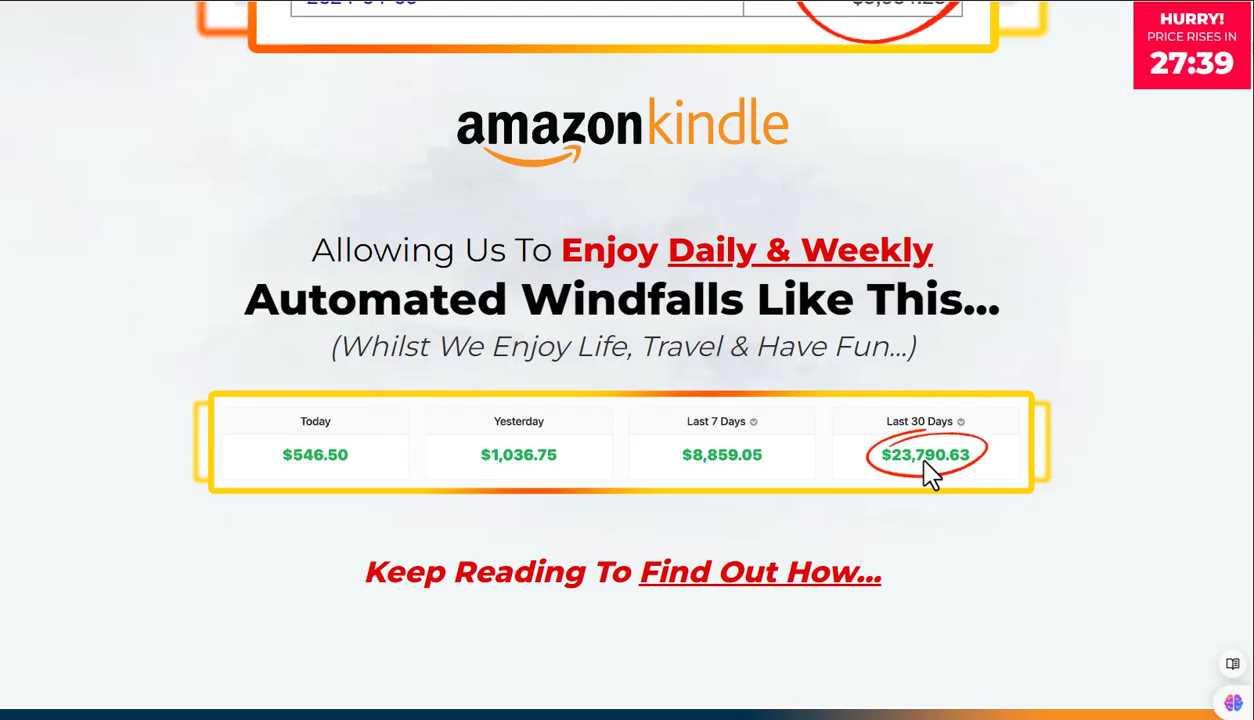 HURRY!
PRICE RISES IN
27:39
amazonkindle
Allowing Us To Enjoy Daily & Weekly
Automated Windfalls Like This...
(Whilst We Enjoy Life, Travel & Have Fun...)
Today Yesterday Last 7 Days Last 30 Days
$546.50 $1,036.75 $8,859.05 $23,790.63
Keep Reading To Find Out How...